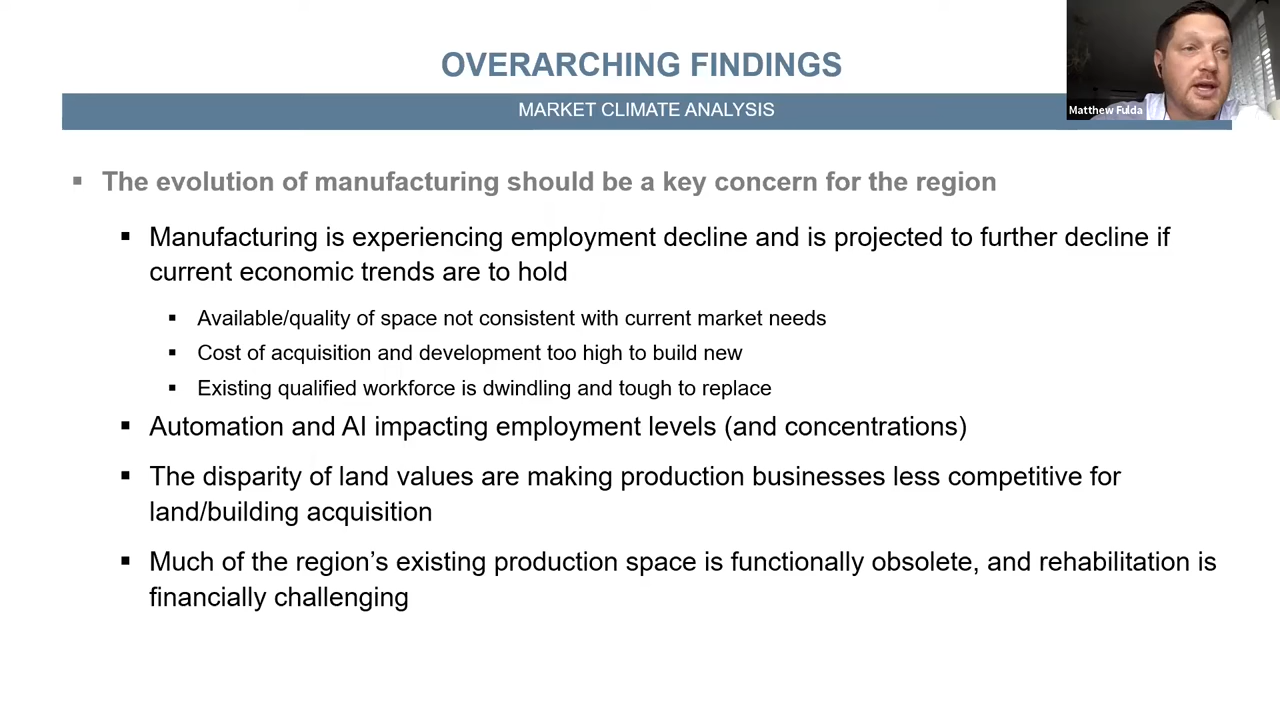 OVERARCHING FINDINGS
MARKET CLIMATE ANALYSIS
Matthew Fulda
▪ The evolution of manufacturing should be a key concern for the region
▪ Manufacturing is experiencing employment decline and is projected to further decline if
current economic trends are to hold
▪ Available/quality of space not consistent with current market needs
▪ Cost of acquisition and development too high to build new
▪ Existing qualified workforce is dwindling and tough to replace
▪ Automation and AI impacting employment levels (and concentrations)
▪ The disparity of land values are making production businesses less competitive for
land/building acquisition
▪ Much of the region’s existing production space is functionally obsolete, and rehabilitation is
financially challenging